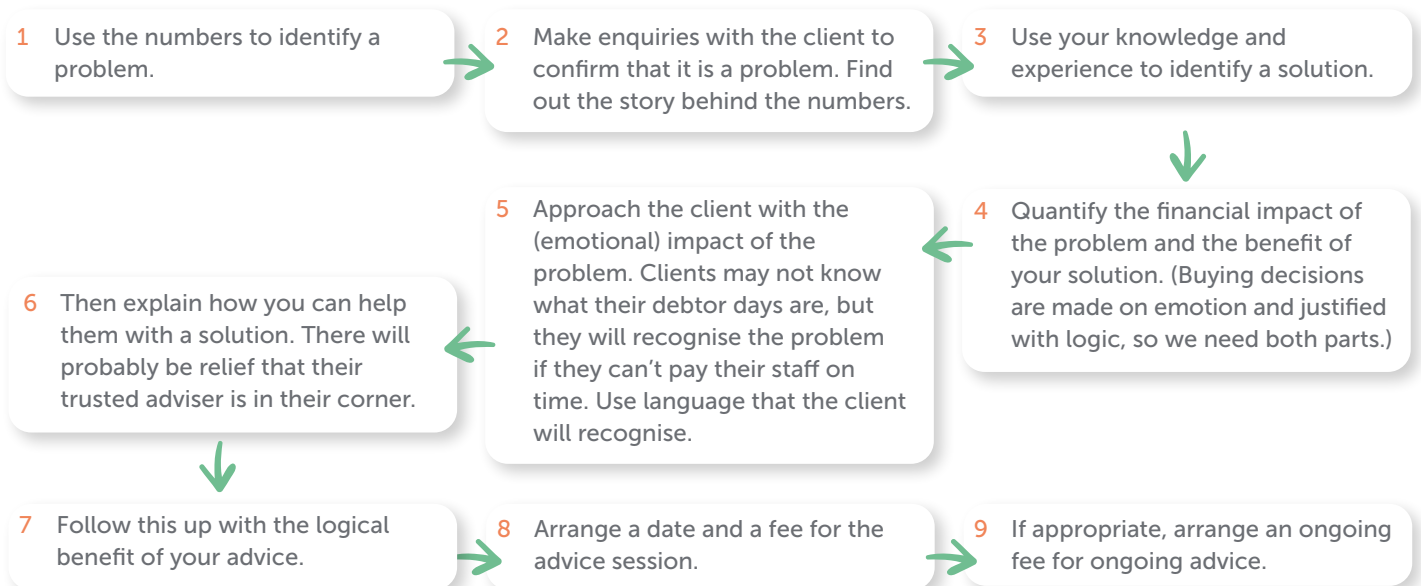 1 Use the numbers to identify a
problem.
2 Make enquiries with the client to
confirm that it is a problem. Find
out the story behind the numbers.
3 Use your knowledge and
experience to identify a solution.
4 Quantify the financial impact of
the problem and the benefit of
your solution. (Buying decisions
are made on emotion and justified
with logic, so we need both parts.)
5 Approach the client with the
(emotional) impact of the
problem. Clients may not know
what their debtor days are, but
they will recognise the problem
if they can't pay their staff on
time. Use language that the client
will recognise.
6 Then explain how you can help
them with a solution. There will
probably be relief that their
trusted adviser is in their corner.
7 Follow this up with the logical
benefit of your advice.
8 Arrange a date and a fee for the
advice session.
9 If appropriate, arrange an ongoing
fee for ongoing advice.